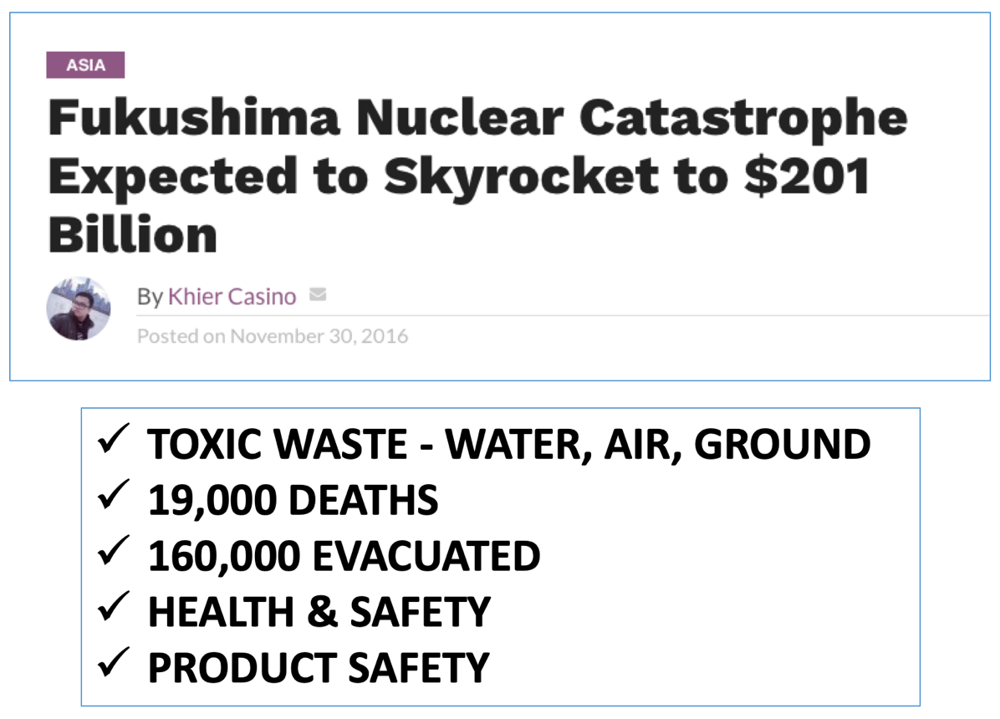 ASIA
Fukushima Nuclear Catastrophe
Expected to Skyrocket to $201
Billion
By Khier Casino
Posted on November 30, 2016
✓ TOXIC WASTE - WATER, AIR, GROUND
✓ 19,000 DEATHS
✓ 160,000 EVACUATED
✓ HEALTH & SAFETY
✓ PRODUCT SAFETY